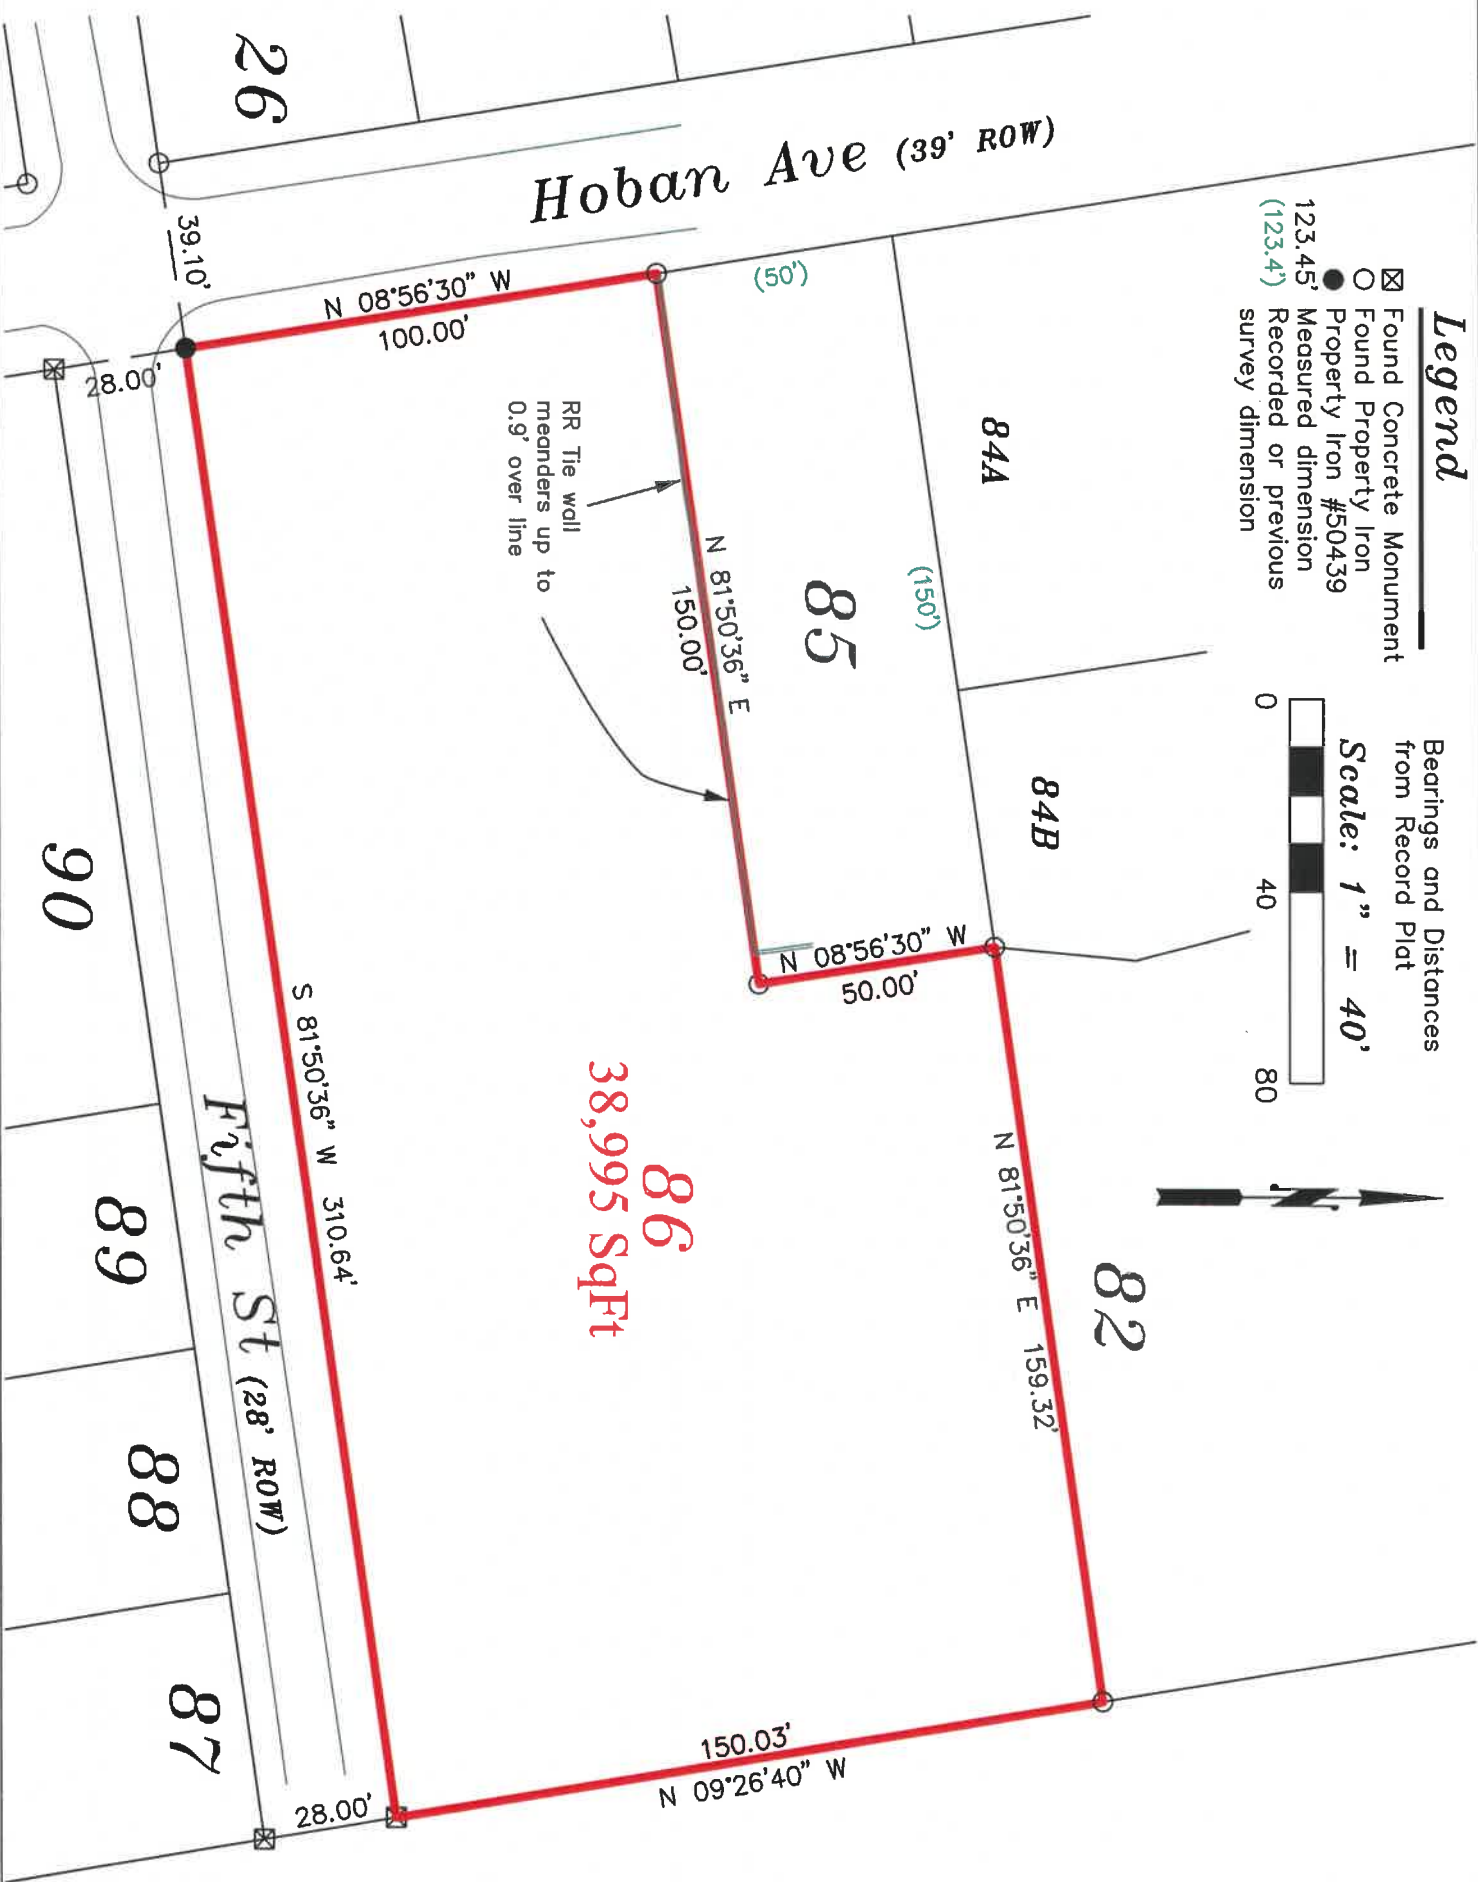 Legend
Found Concrete Monument
Found Property Iron
Property Iron #50439
123.45' Measured dimension
(123.4') Recorded or previous
survey dimension
Bearings and Distances
from Record Plat
Scale: 1" = 40'
0 40 80
Hoban Ave (39' ROW)
26
39.10'
28.00'
N 08°56'30" W
100.00'
(50')
(150')
84A
84B
85
82
N 81°50'36" E
150.00'
RR Tie wall
meanders up to
0.9' over line
N 08°56'30" W
50.00'
N 81°50'36" E 159.32'
86
38,995 SqFt
150.03'
N 09°26'40" W
S 81°50'36" W 310.64'
Fifth St (28' ROW)
28.00'
90
89
88
87